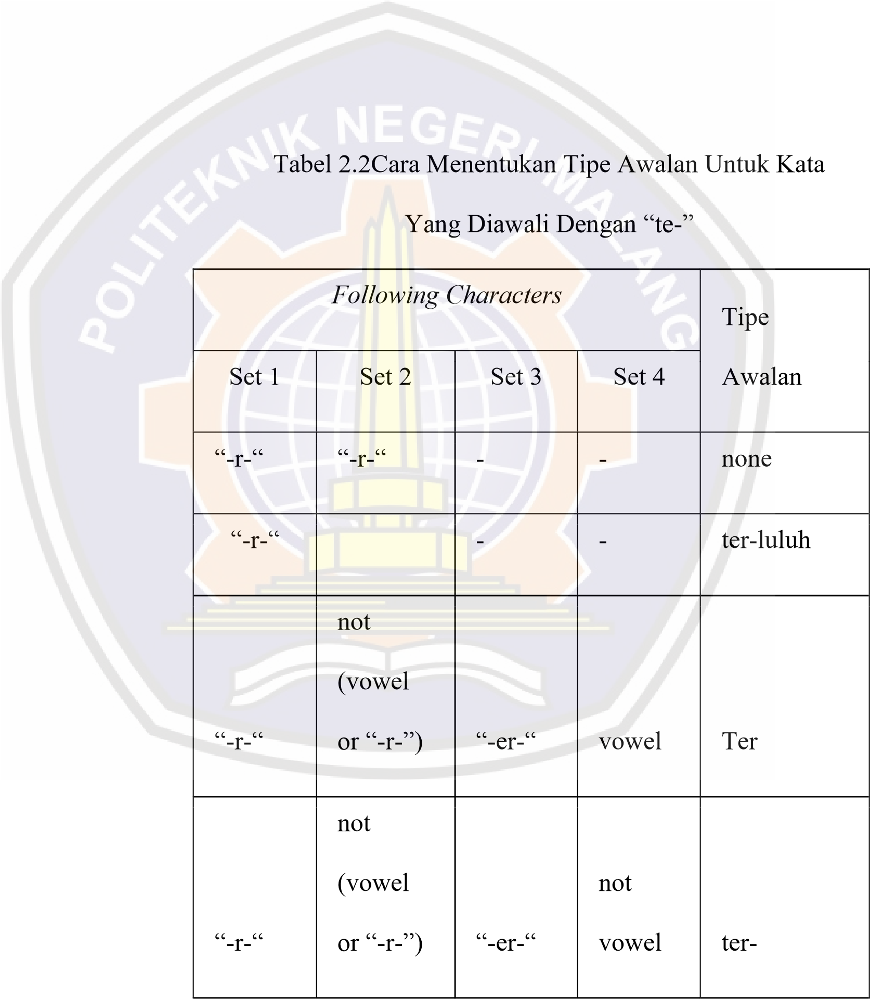 POLITEKNIK NEGERI MALANG
Tabel 2.2Cara Menentukan Tipe Awalan Untuk Kata
Yang Diawali Dengan “te-”
Following Characters
Tipe
Awalan
Set 1 Set 2 Set 3 Set 4
“-r-“ “-r-“ - - none
“-r-“ - - ter-luluh
not
(vowel
“-r-“ or “-r-”) “-er-“ vowel Ter
not
(vowel not
“-r-“ or “-r-”) “-er-“ vowel ter-